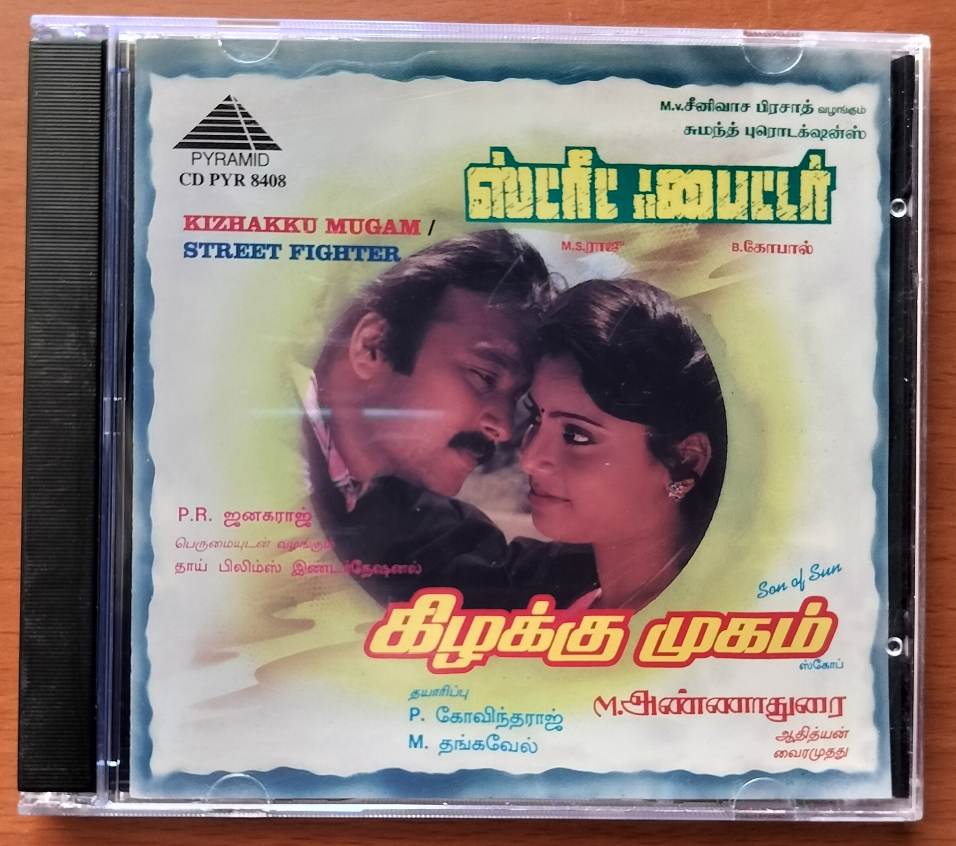 PYRAMID
CD PYR 8408
M.V.சீனிவாச பிரசாத் வழங்கும்
சுமந்த் புரொடக்ஷன்ஸ்
ஸ்ட்ரீட் ஃபைட்டர்
M.S.ராஜு
B.கோபால்
KIZHAKKU MUGAM /
STREET FIGHTER
P.R. ஜனகராஜ்
பெருமையுடன் வழங்கும்
தாய் பிலிம்ஸ் இண்டர்நேஷனல்
Son of Sun
கிழக்கு முகம்
ஸ்கோப்
தயாரிப்பு
P. கோவிந்தராஜ்
M. தங்கவேல்
M.அண்ணாதுரை
ஆதித்யன்
வைரமுத்து